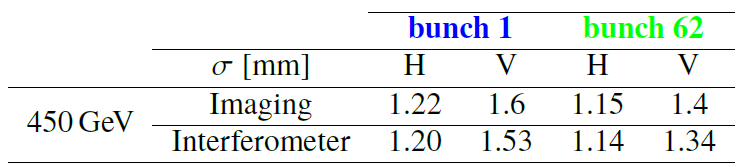 bunch 1 bunch 62
σ [mm] H V H V
450 GeV Imaging 1.22 1.6 1.15 1.4
Interferometer 1.20 1.53 1.14 1.34